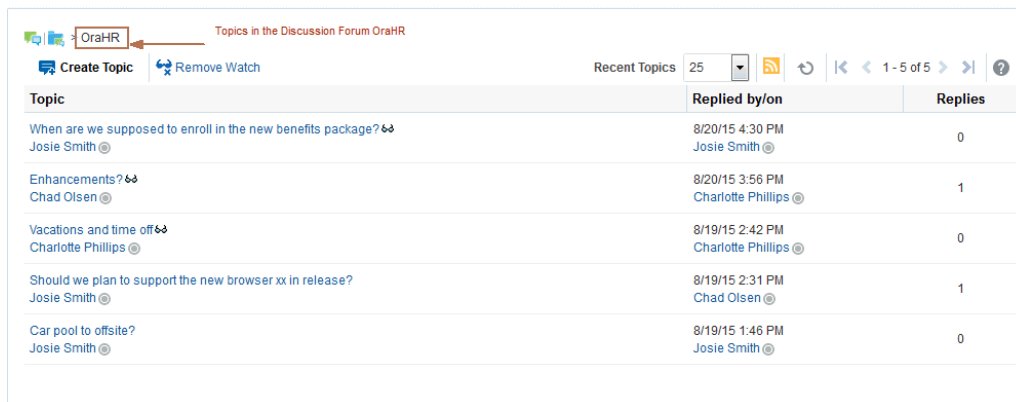 > OraHR
Topics in the Discussion Forum OraHR
Create Topic Remove Watch Recent Topics 25 1 - 5 of 5 ?
Topic Replied by/on Replies
When are we supposed to enroll in the new benefits package? 8/20/15 4:30 PM 0
Josie Smith Josie Smith
Enhancements? 8/20/15 3:56 PM 1
Chad Olsen Charlotte Phillips
Vacations and time off 8/19/15 2:42 PM 0
Charlotte Phillips Charlotte Phillips
Should we plan to support the new browser xx in release? 8/19/15 2:31 PM 1
Josie Smith Chad Olsen
Car pool to offsite? 8/19/15 1:46 PM 0
Josie Smith Josie Smith